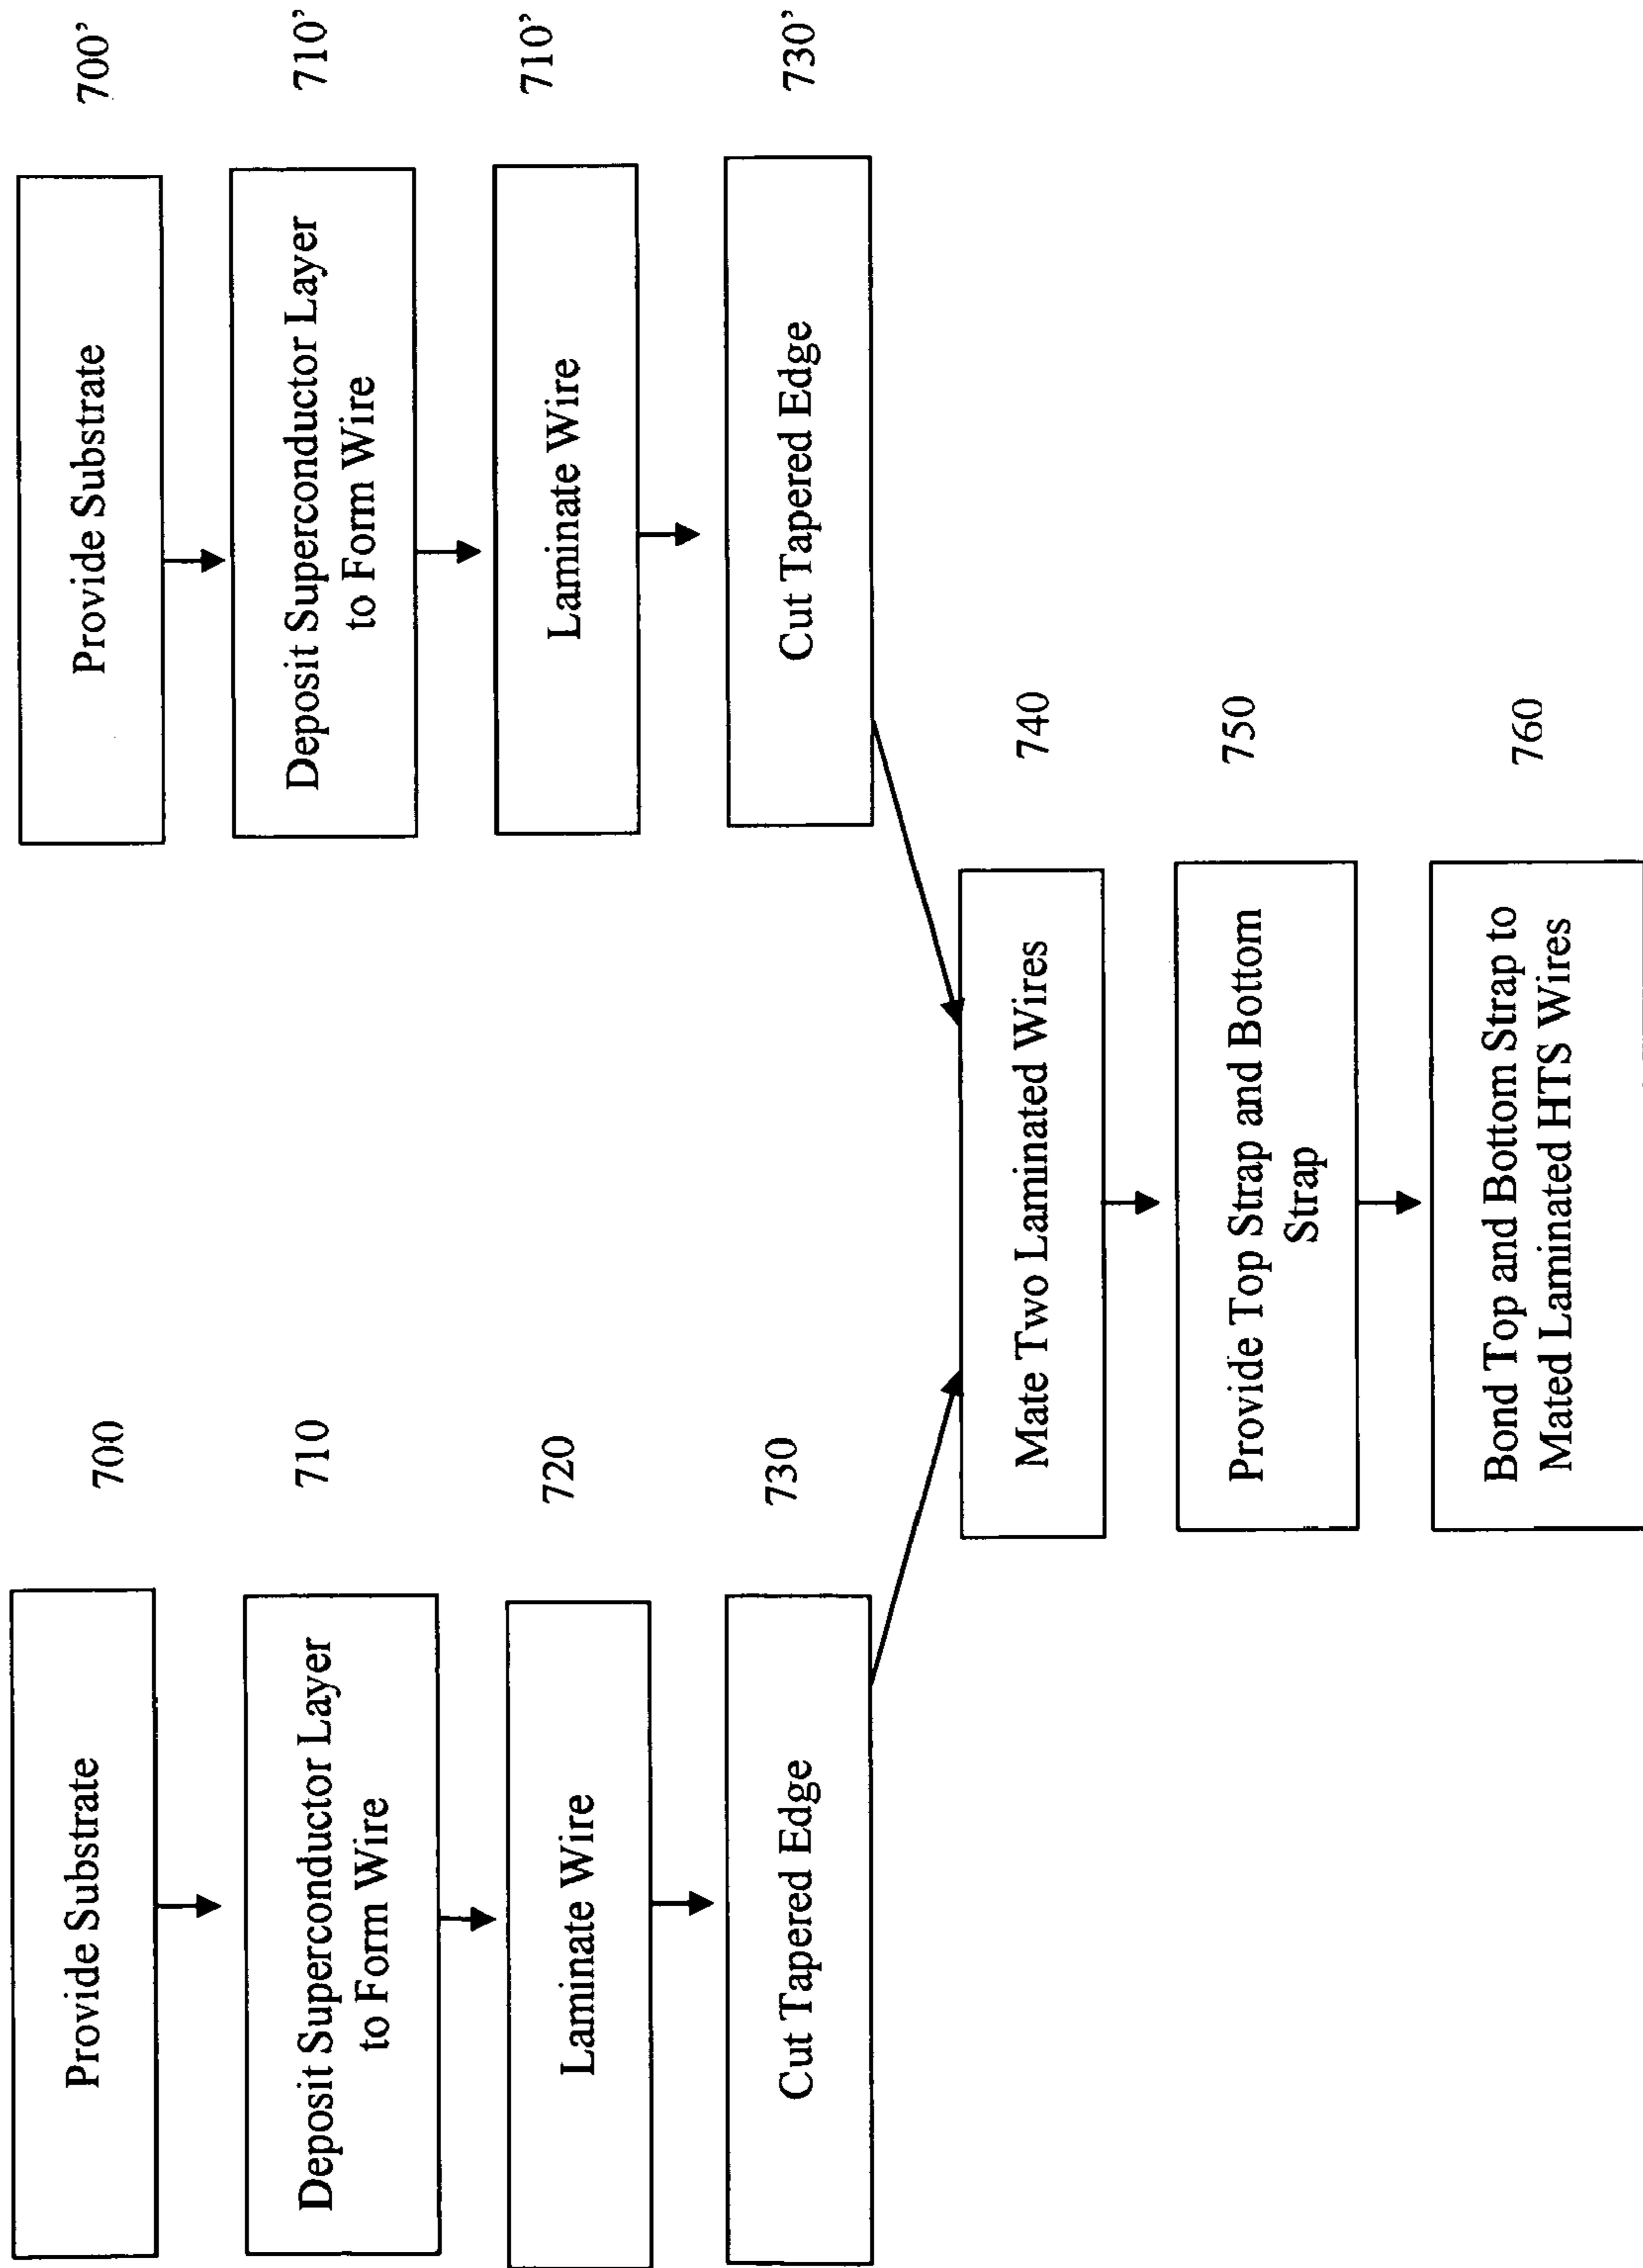 Provide Substrate
700
Deposit Superconductor Layer
to Form Wire
710
Laminate Wire
720
Cut Tapered Edge
730
Provide Substrate
700'
Deposit Superconductor Layer
to Form Wire
710'
Laminate Wire
710'
Cut Tapered Edge
730'
Mate Two Laminated Wires
740
Provide Top Strap and Bottom
Strap
750
Bond Top and Bottom Strap to
Mated Laminated HTS Wires
760